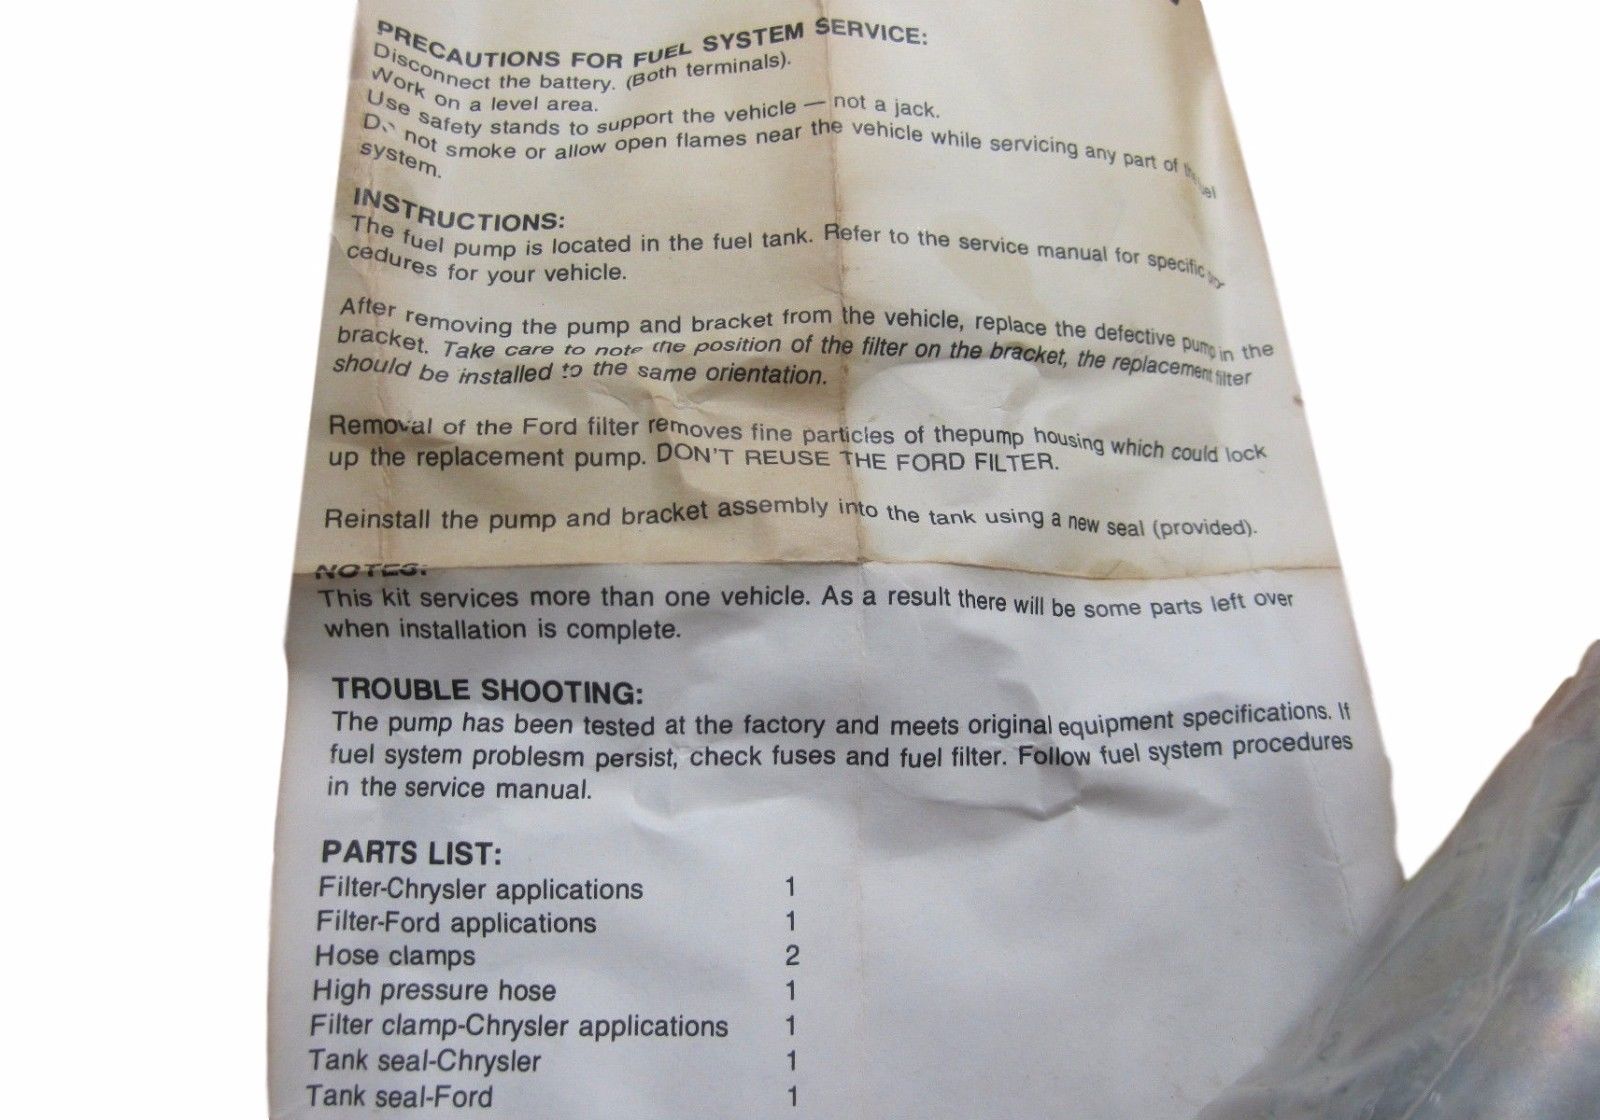 PRECAUTIONS FOR FUEL SYSTEM SERVICE:
Disconnect the battery. (Both terminals).
Work on a level area.
Use safety stands to support the vehicle — not a jack.
Do not smoke or allow open flames near the vehicle while servicing any part of the fuel
system.
INSTRUCTIONS:
The fuel pump is located in the fuel tank. Refer to the service manual for specific pro-
cedures for your vehicle.
After removing the pump and bracket from the vehicle, replace the defective pump in the
bracket. Take care to note the position of the filter on the bracket, the replacement filter
should be installed to the same orientation.
Removal of the Ford filter removes fine particles of thepump housing which could lock
up the replacement pump. DON'T REUSE THE FORD FILTER.
Reinstall the pump and bracket assembly into the tank using a new seal (provided).
NOTES:
This kit services more than one vehicle. As a result there will be some parts left over
when installation is complete.
TROUBLE SHOOTING:
The pump has been tested at the factory and meets original equipment specifications. If
fuel system problesm persist, check fuses and fuel filter. Follow fuel system procedures
in the service manual.
PARTS LIST:
Filter-Chrysler applications 1
Filter-Ford applications 1
Hose clamps 2
High pressure hose 1
Filter clamp-Chrysler applications 1
Tank seal-Chrysler 1
Tank seal-Ford 1